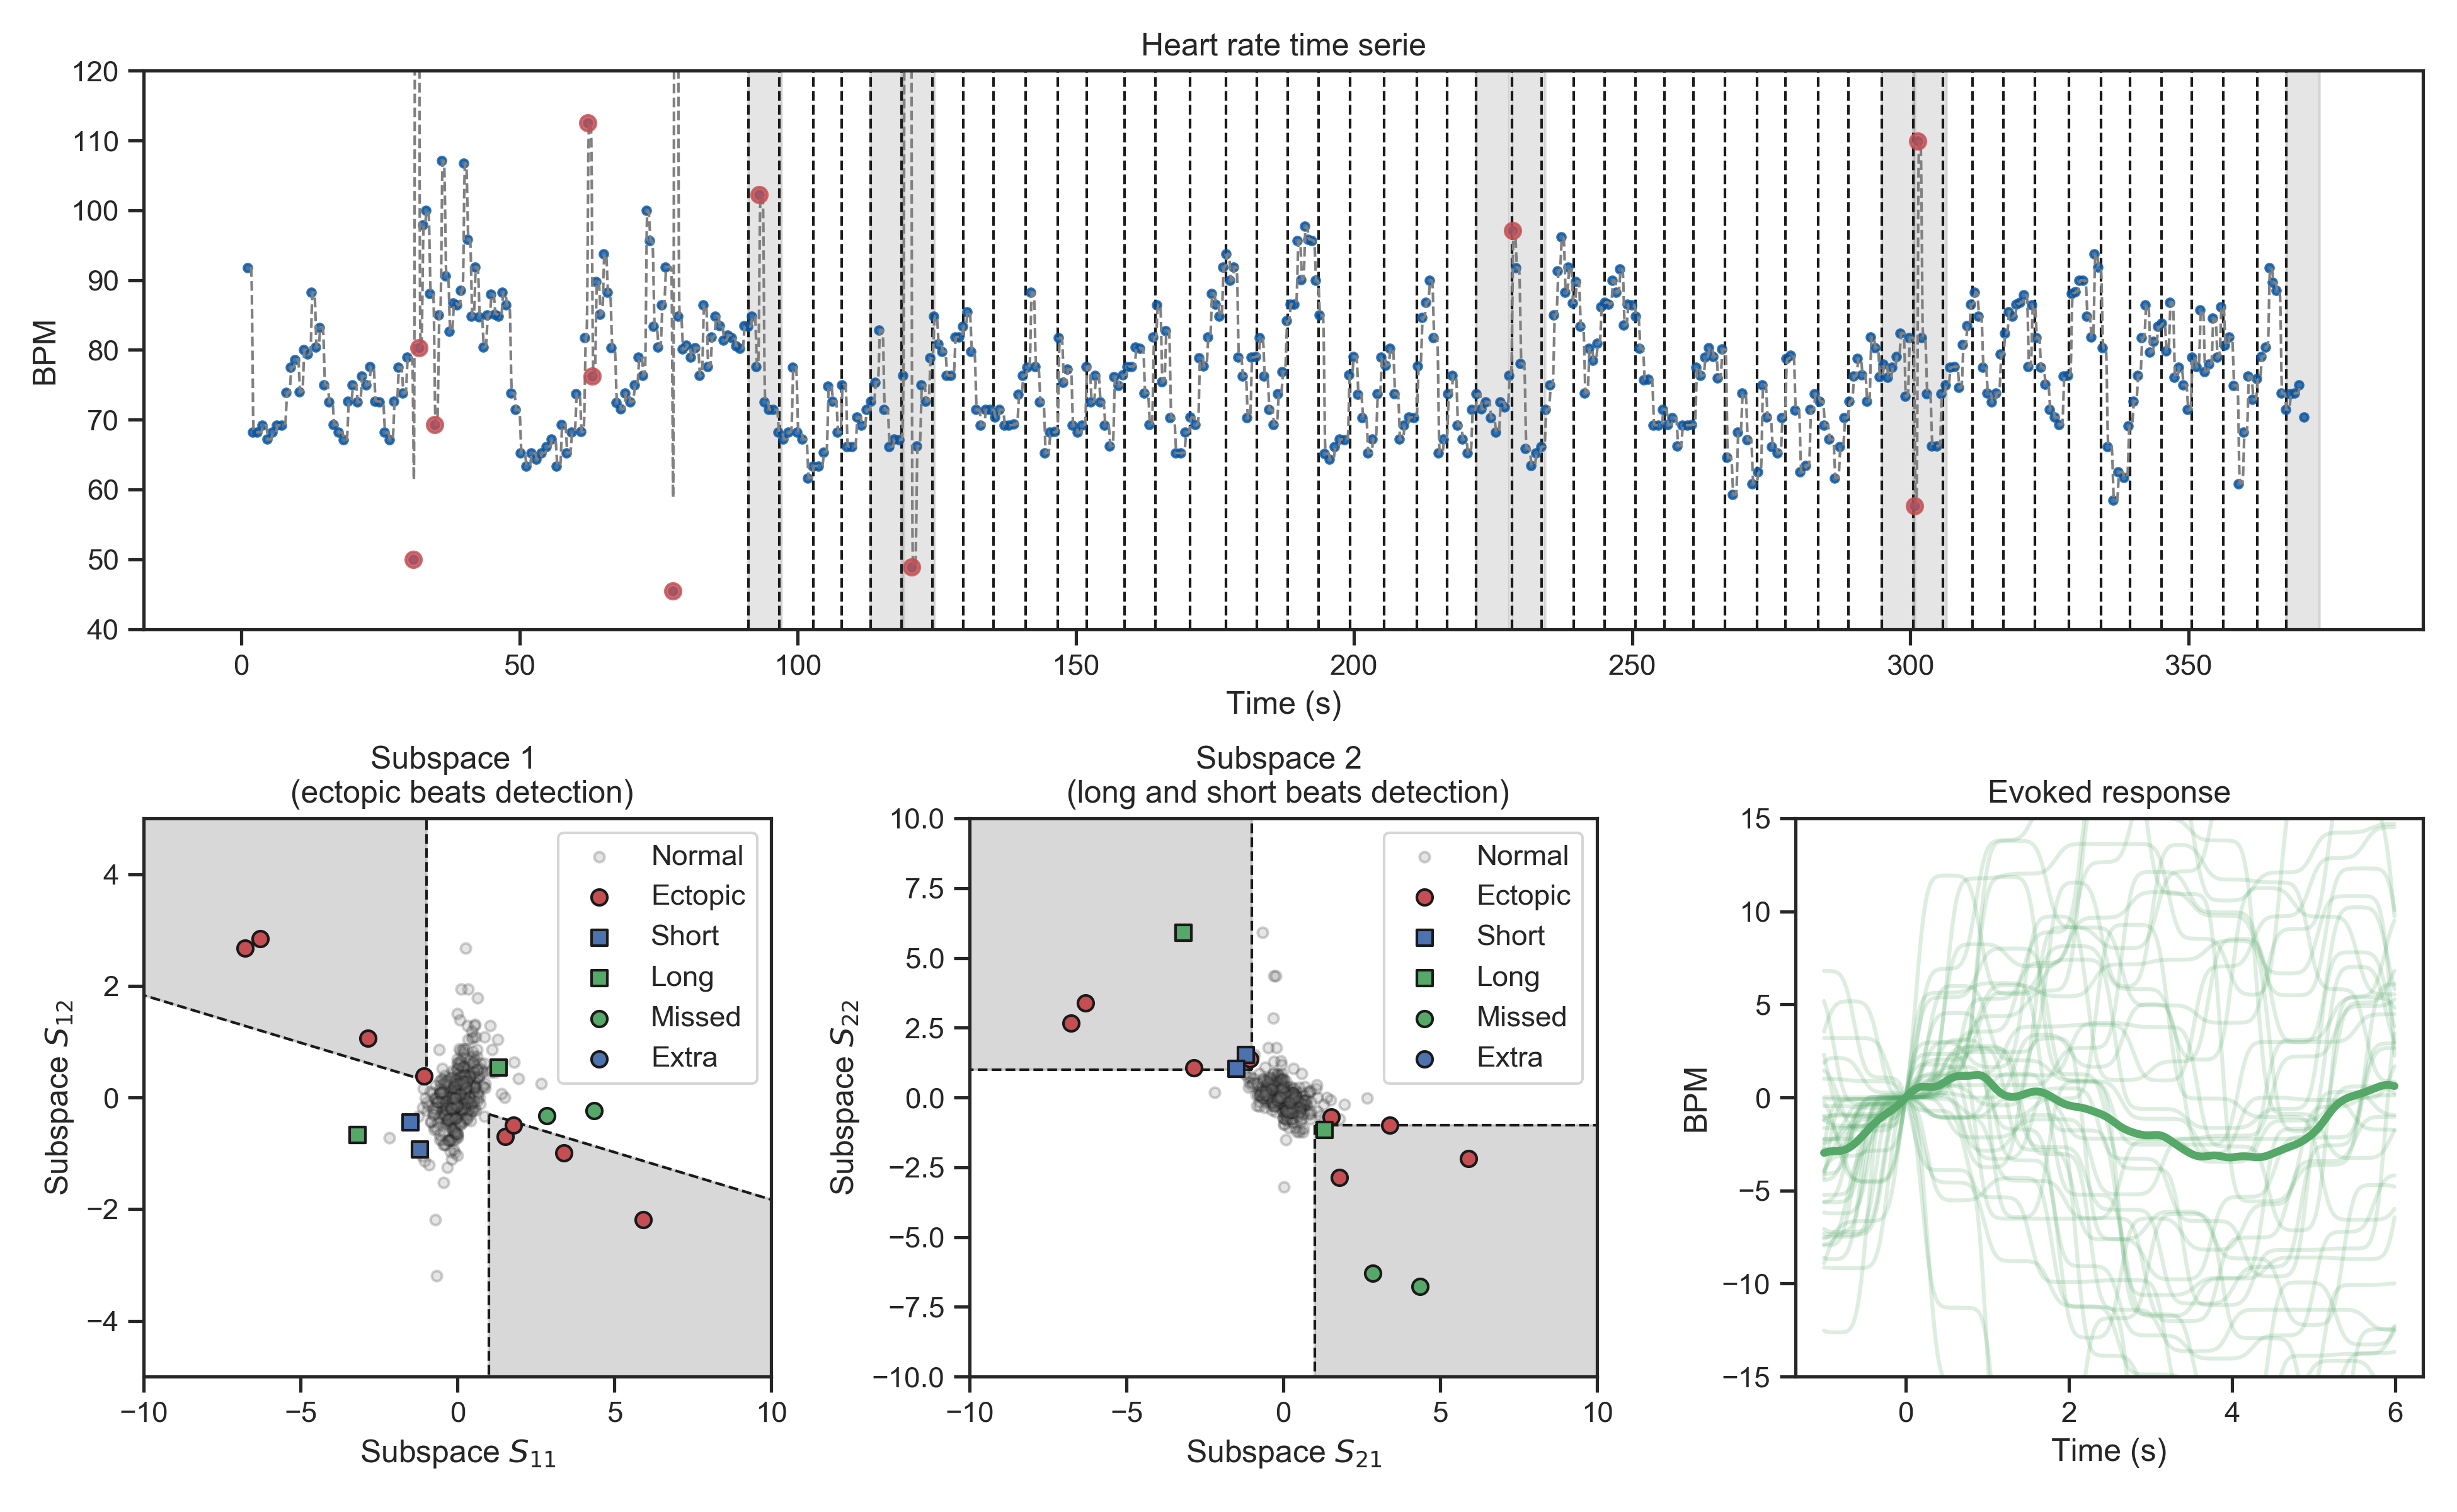 Heart rate time serie
BPM
120
110
100
90
80
70
60
50
40
0
50
100
150
200
250
300
350
Time (s)
Subspace 1
(ectopic beats detection)
Subspace S12
4
2
0
−2
−4
Normal
Ectopic
Short
Long
Missed
Extra
−10
−5
0
5
10
Subspace S11
Subspace 2
(long and short beats detection)
Subspace S22
10.0
7.5
5.0
2.5
0.0
−2.5
−5.0
−7.5
−10.0
Normal
Ectopic
Short
Long
Missed
Extra
−10
−5
0
5
10
Subspace S21
Evoked response
BPM
15
10
5
0
−5
−10
−15
0
2
4
6
Time (s)